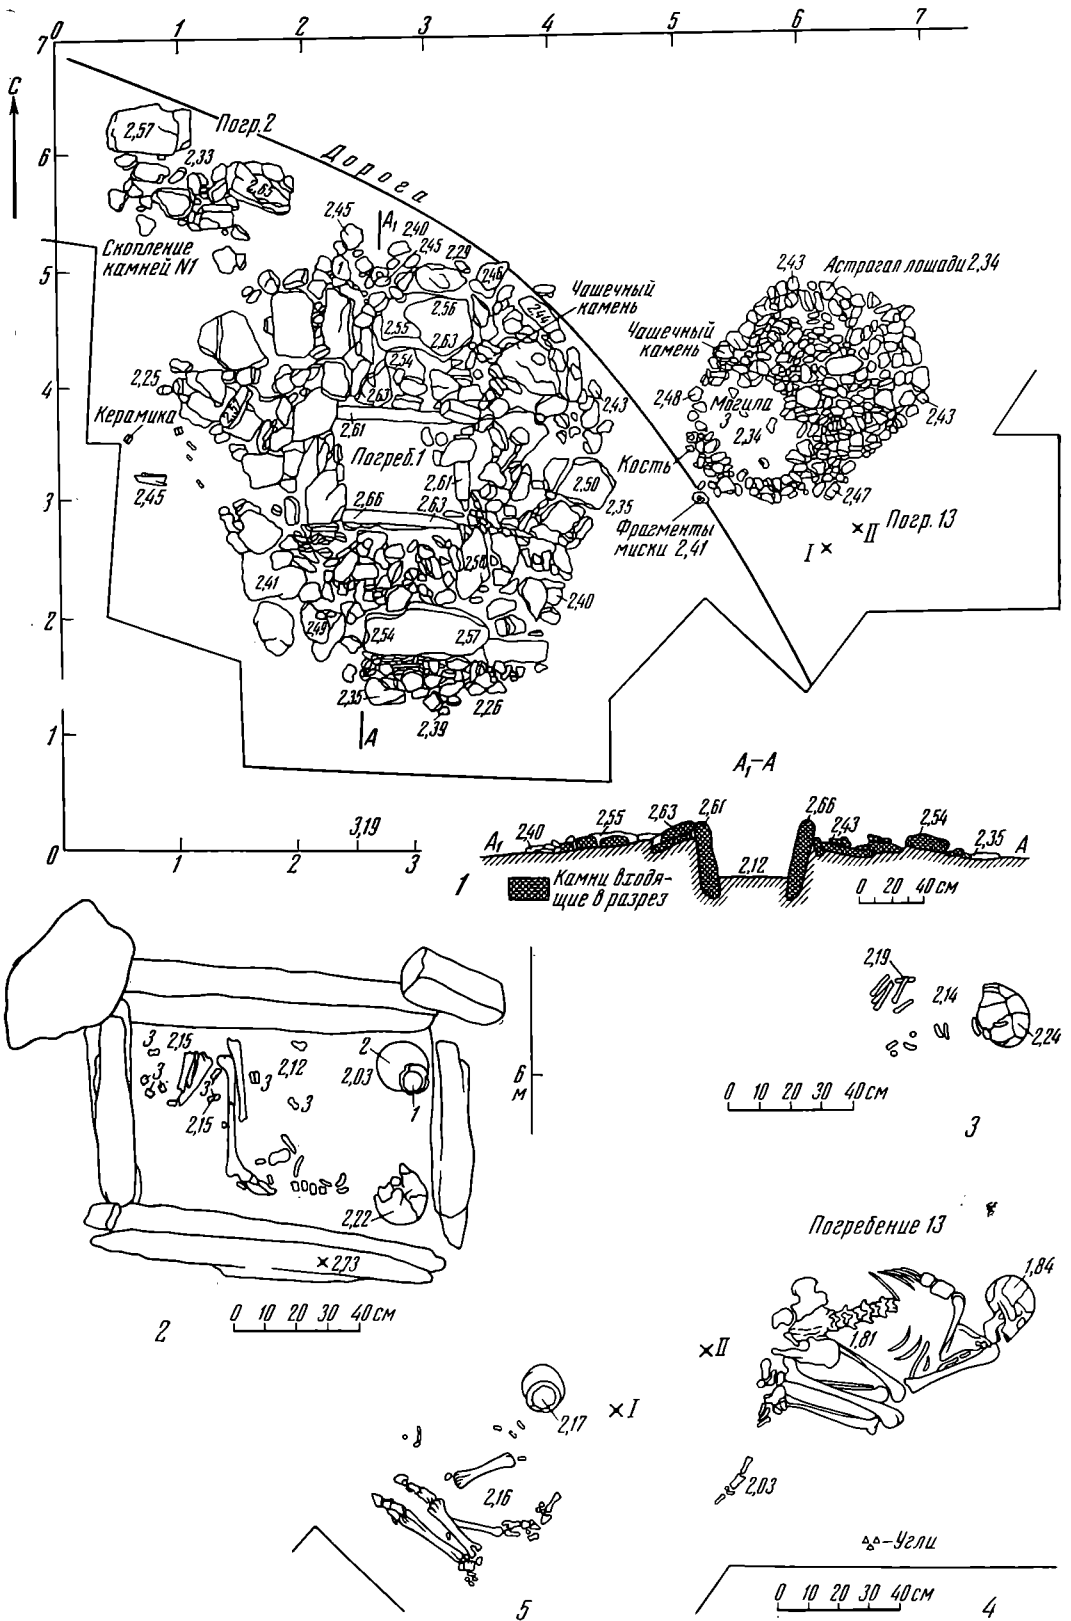 0 1 2 3 4 5 6 7
7
С
6
5
4
3
2
1
0
1 2 3
3,19
2,57
Погр. 2
2,33
2,63
Дорога
Скопление
камней N1
2,45
А₁
2,40
2,45
2,29
2,46
1
2,56
2,44
Чашечный
камень
2,55
2,63
2,54
2,63
2,25
2,37
Керамика
2,45
2,61
Погреб. 1
2,61
2,66
2,63
2,43
2,50
2,35
2,41
2,58
2,40
2,49
2,54
2,57
2,35
2,26
2,39
А
2,43
Астрагал лошади 2,34
Чашечный
камень
2,48
Могила
3
2,34
2,43
Кость
2,47
Фрагменты
миски 2,41
Погр. 13
II
I
А₁–А
А₁
2,40
2,55
2,63
2,61
2,12
2,66
2,43
2,54
2,35
А
1
Камни входя-
щие в разрез
0 20 40 см
3
2,15
3
3
2,15
3
2,12
3
2
2,03
1
2,22
2,73
6
м
0 10 20 30 40 см
2
2,19
2,14
2,24
0 10 20 30 40 см
3
Погребение 13
1,84
1,81
II
2,03
Угли
0 10 20 30 40 см
4
2,17
I
2,16
5